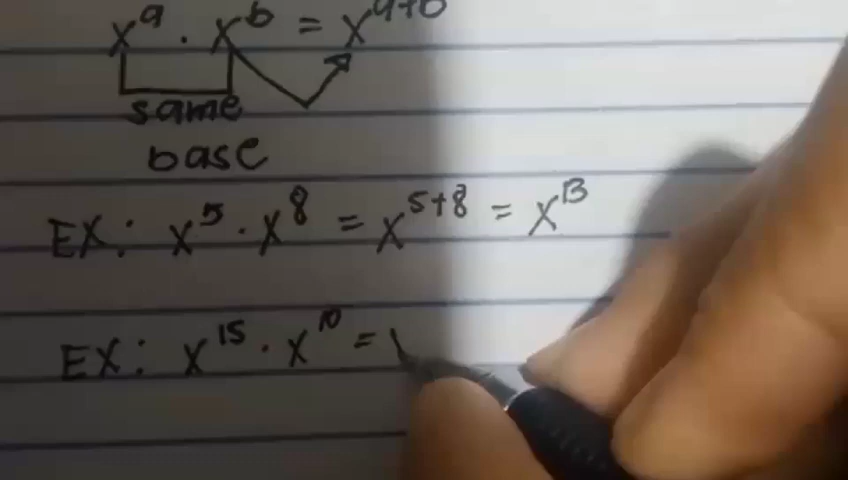 x^a · x^b = x^{a+b}
same
base
EX: x^5 · x^8 = x^{5+8} = x^{13}
EX: x^{15} · x^{10} =